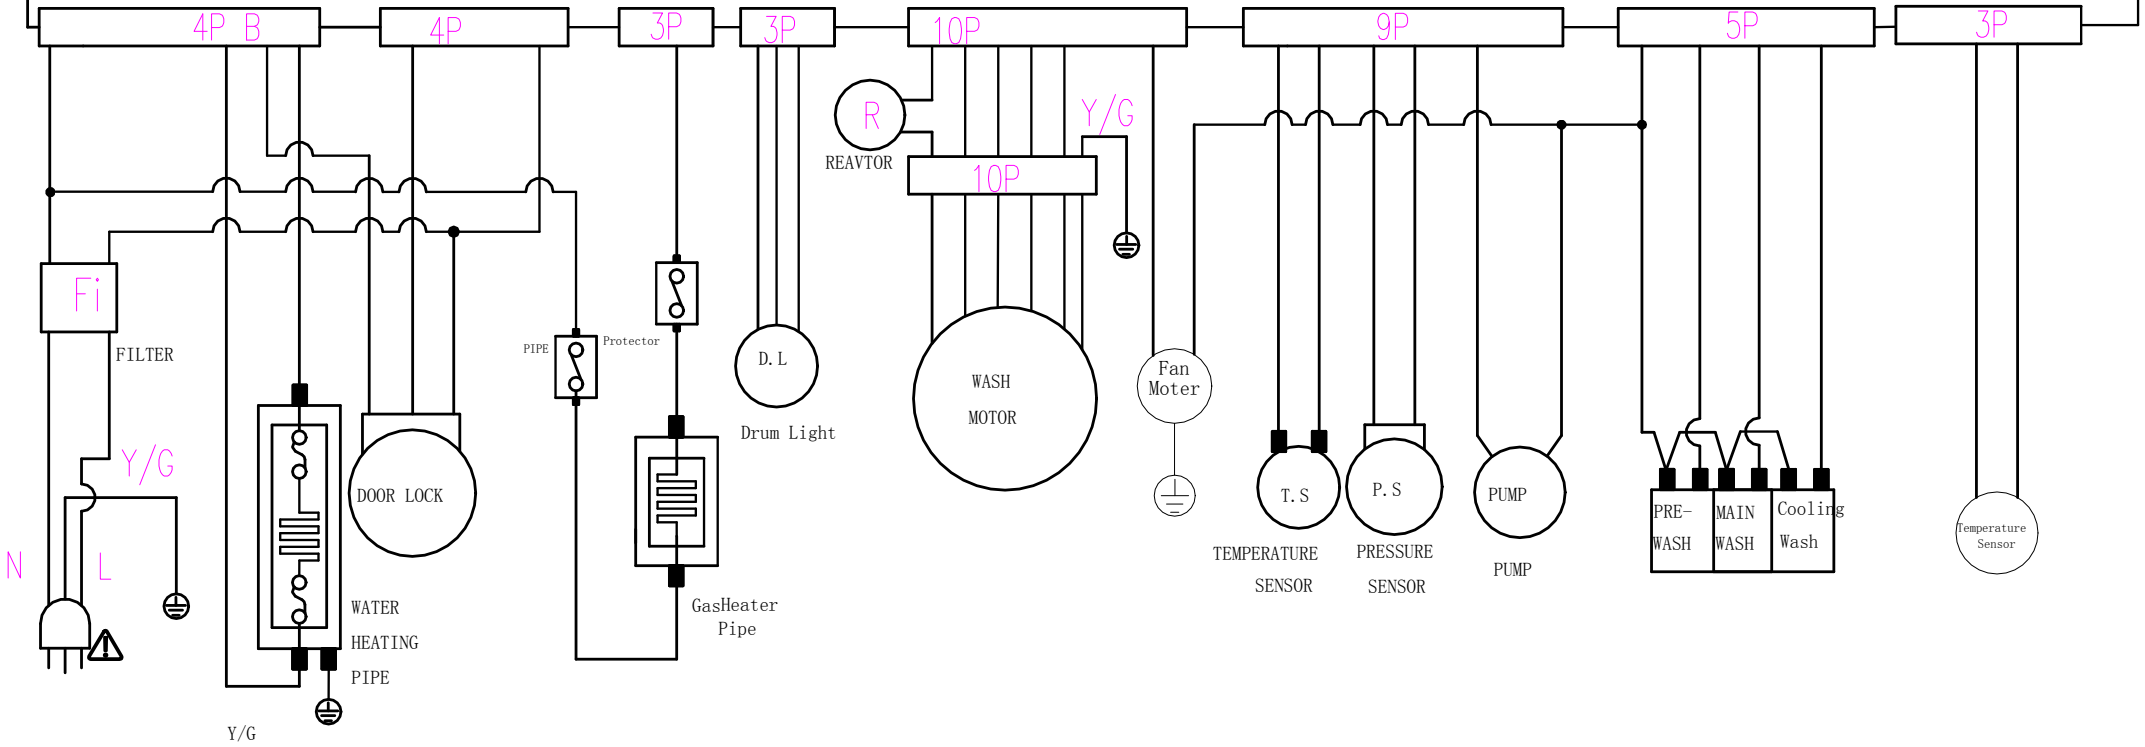 4P B
4P
3P
3P
10P
9P
5P
3P
R
REAVTOR
Y/G
10P
Fi
FILTER
PIPE
Protector
D.L
Drum Light
WASH
MOTOR
Fan
Moter
Y/G
DOOR LOCK
T.S
P.S
PUMP
PRE-
WASH
MAIN
WASH
Cooling
Wash
Temperature
Sensor
TEMPERATURE
SENSOR
PRESSURE
SENSOR
PUMP
N
L
WATER
HEATING
PIPE
GasHeater
Pipe
Y/G